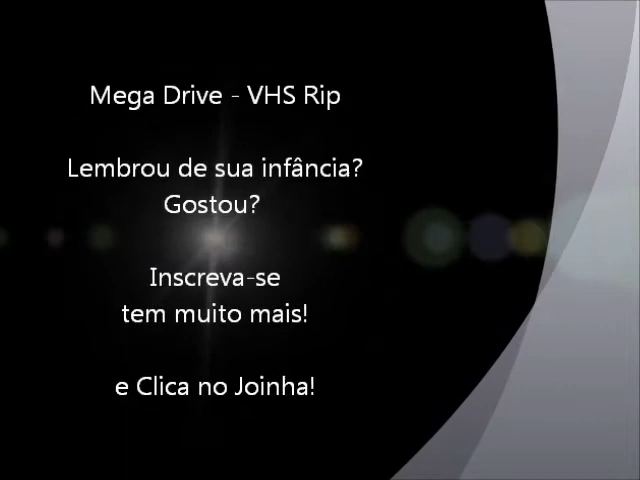 Mega Drive - VHS Rip
Lembrou de sua infância?
Gostou?
Inscreva-se
tem muito mais!
e Clica no Joinha!